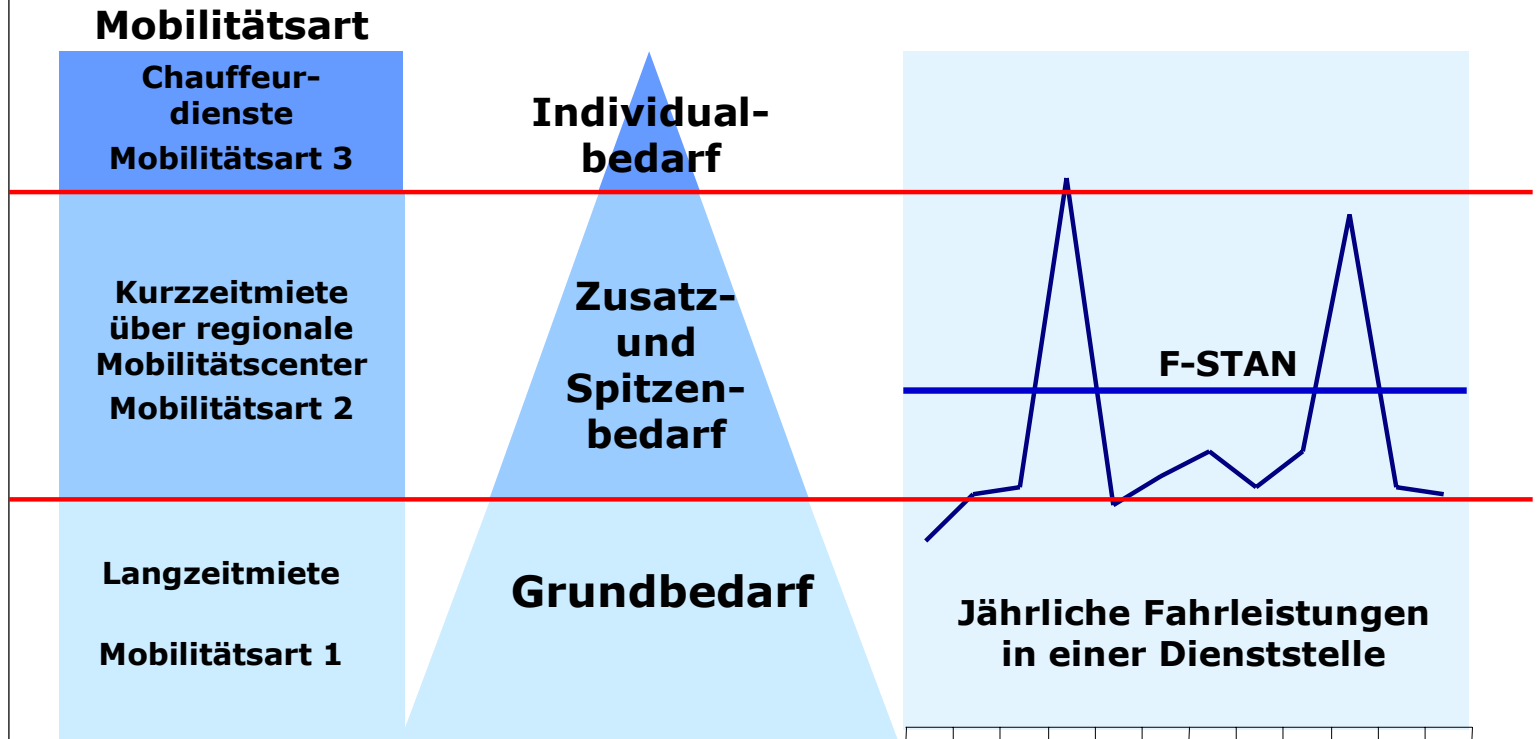 Mobilitätsart
Chauffeur-
dienste
Mobilitätsart 3
Kurzzeitmiete
über regionale
Mobilitätscenter
Mobilitätsart 2
Langzeitmiete
Mobilitätsart 1
Individual-
bedarf
Zusatz-
und
Spitzen-
bedarf
Grundbedarf
F-STAN
Jährliche Fahrleistungen
in einer Dienststelle